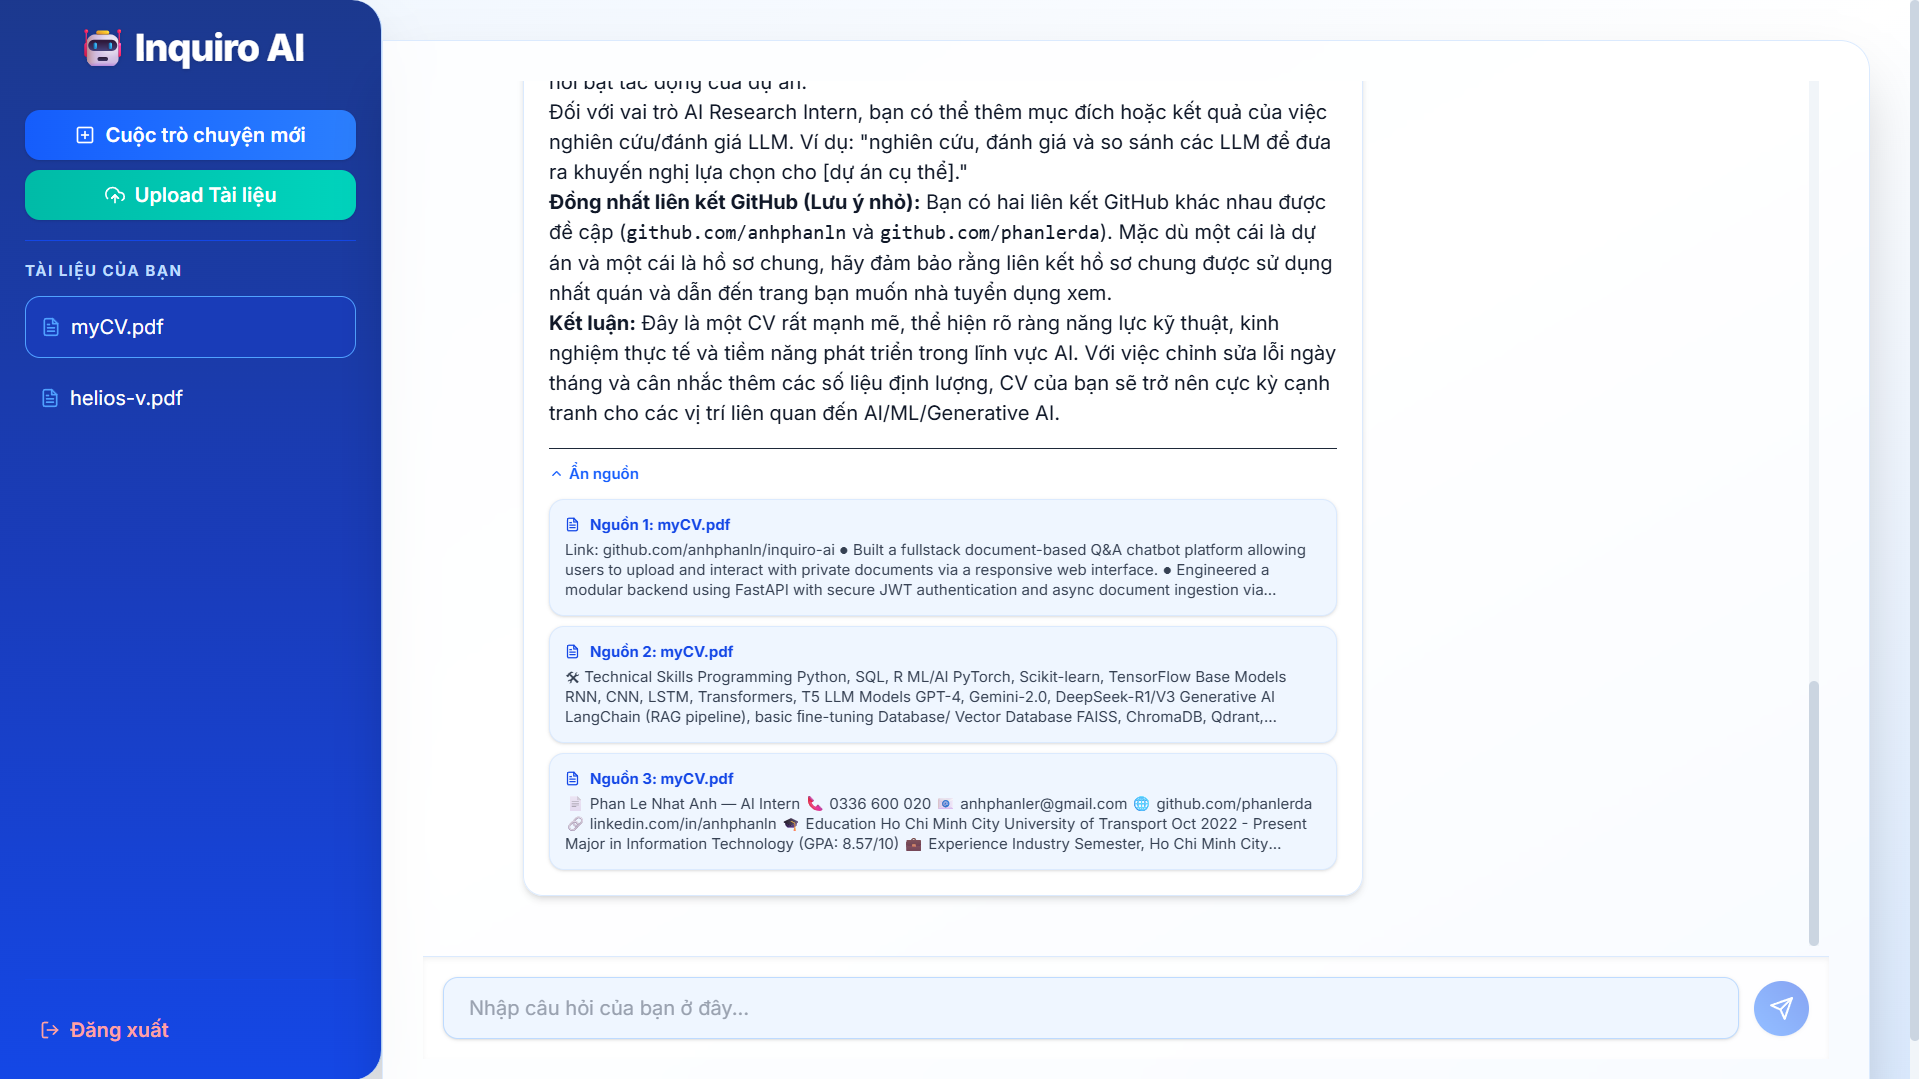 Inquiro AI
Cuộc trò chuyện mới
Upload Tài liệu
TÀI LIỆU CỦA BẠN
myCV.pdf
helios-v.pdf
Đăng xuất
nổi bật tác động của dự án.
Đối với vai trò AI Research Intern, bạn có thể thêm mục đích hoặc kết quả của việc
nghiên cứu/đánh giá LLM. Ví dụ: "nghiên cứu, đánh giá và so sánh các LLM để đưa
ra khuyến nghị lựa chọn cho [dự án cụ thể]."
Đồng nhất liên kết GitHub (Lưu ý nhỏ): Bạn có hai liên kết GitHub khác nhau được
đề cập (github.com/anhphanln và github.com/phanlerda). Mặc dù một cái là dự
án và một cái là hồ sơ chung, hãy đảm bảo rằng liên kết hồ sơ chung được sử dụng
nhất quán và dẫn đến trang bạn muốn nhà tuyển dụng xem.
Kết luận: Đây là một CV rất mạnh mẽ, thể hiện rõ ràng năng lực kỹ thuật, kinh
nghiệm thực tế và tiềm năng phát triển trong lĩnh vực AI. Với việc chỉnh sửa lỗi ngày
tháng và cân nhắc thêm các số liệu định lượng, CV của bạn sẽ trở nên cực kỳ cạnh
tranh cho các vị trí liên quan đến AI/ML/Generative AI.
Ẩn nguồn
Nguồn 1: myCV.pdf
Link: github.com/anhphanln/inquiro-ai ● Built a fullstack document-based Q&A chatbot platform allowing
users to upload and interact with private documents via a responsive web interface. ● Engineered a
modular backend using FastAPI with secure JWT authentication and async document ingestion via...
Nguồn 2: myCV.pdf
🛠 Technical Skills Programming Python, SQL, R ML/AI PyTorch, Scikit-learn, TensorFlow Base Models
RNN, CNN, LSTM, Transformers, T5 LLM Models GPT-4, Gemini-2.0, DeepSeek-R1/V3 Generative AI
LangChain (RAG pipeline), basic fine-tuning Database/ Vector Database FAISS, ChromaDB, Qdrant,...
Nguồn 3: myCV.pdf
📄 Phan Le Nhat Anh — AI Intern 📞 0336 600 020 📧 anhphanler@gmail.com 🌐 github.com/phanlerda
🔗 linkedin.com/in/anhphanln 🎓 Education Ho Chi Minh City University of Transport Oct 2022 - Present
Major in Information Technology (GPA: 8.57/10) 💼 Experience Industry Semester, Ho Chi Minh City...
Nhập câu hỏi của bạn ở đây...